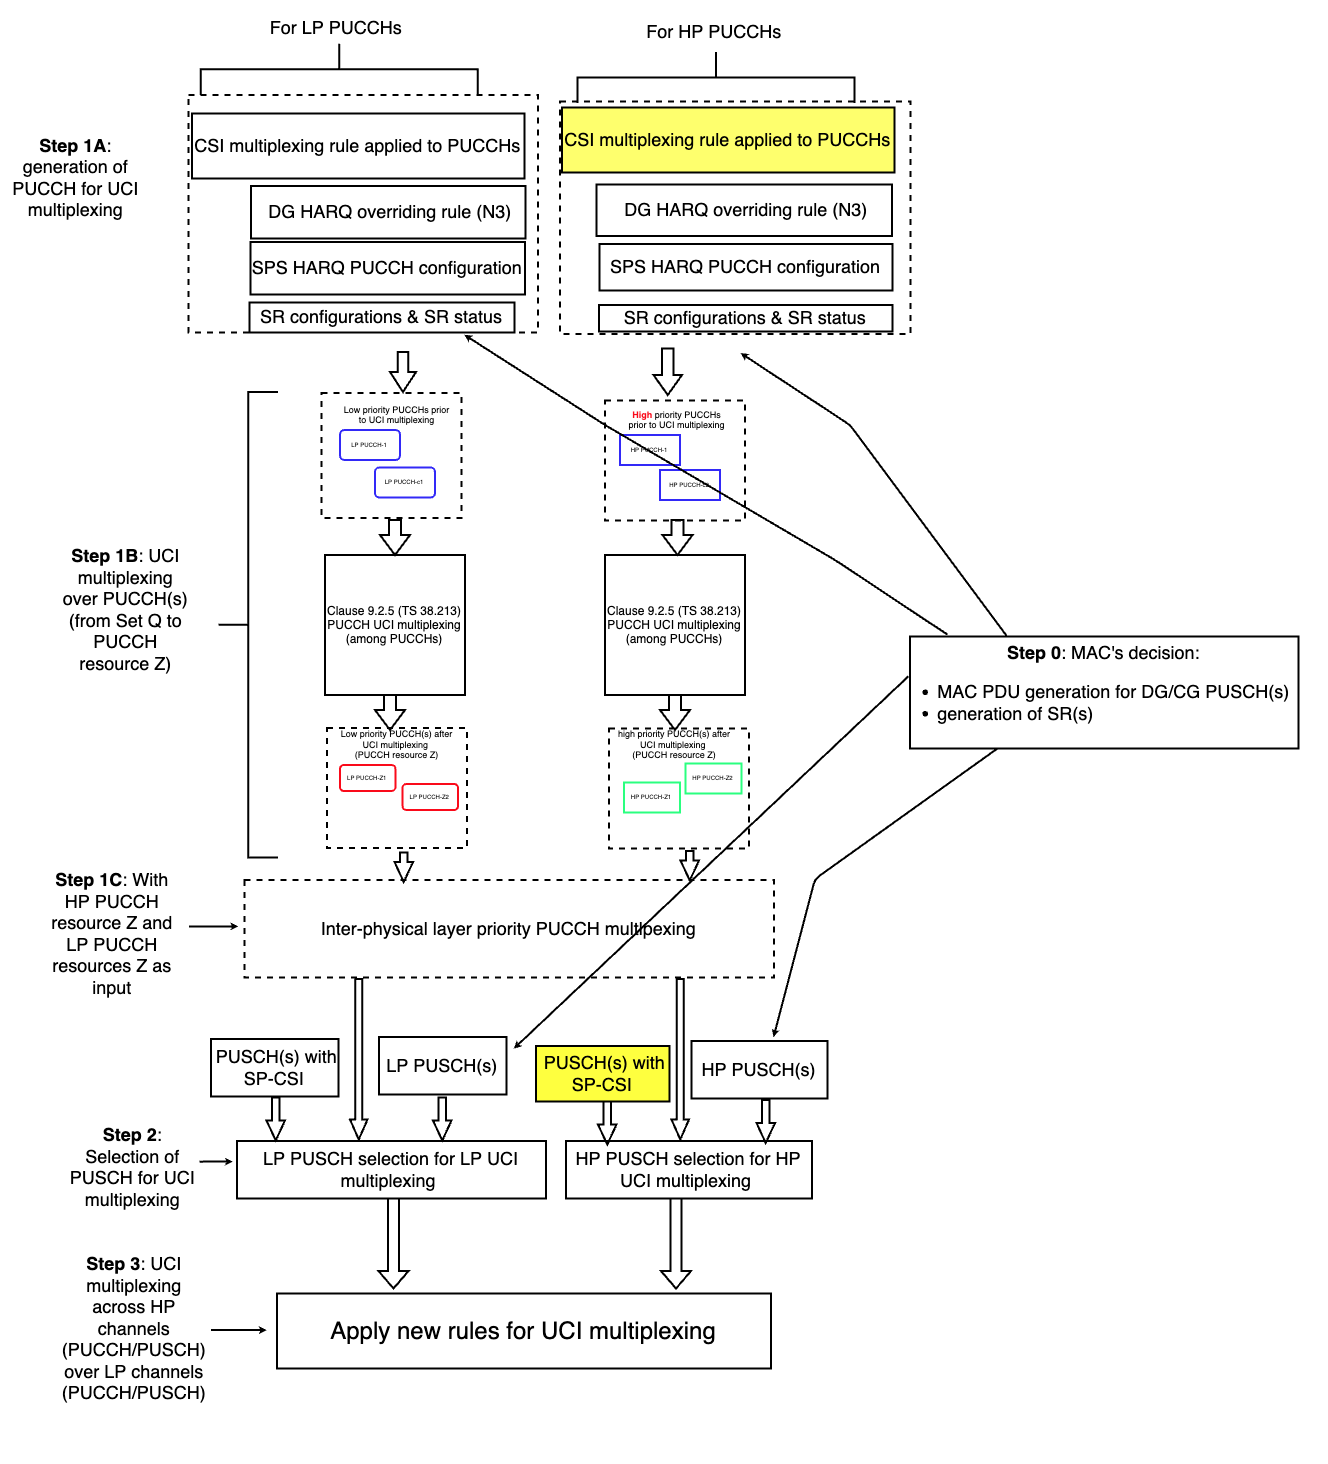 For LP PUCCHs
For HP PUCCHs
Step 1A:
generation of
PUCCH for UCI
multiplexing
CSI multiplexing rule applied to PUCCHs
DG HARQ overriding rule (N3)
SPS HARQ PUCCH configuration
SR configurations & SR status
CSI multiplexing rule applied to PUCCHs
DG HARQ overriding rule (N3)
SPS HARQ PUCCH configuration
SR configurations & SR status
Low priority PUCCHs prior
to UCI multiplexing
LP PUCCH-1
LP PUCCH-c1
High priority PUCCHs
prior to UCI multiplexing
HP PUCCH-1
HP
Step 1B: UCI
multiplexing
over PUCCH(s)
(from Set Q to
PUCCH
resource Z)
Clause 9.2.5 (TS 38.213)
PUCCH UCI multiplexing
(among PUCCHs)
Clause 9.2.5 (TS 38.213)
PUCCH UCI multiplexing
(among PUCCHs)
Step 0: MAC's decision:
• MAC PDU generation for DG/CG PUSCH(s)
• generation of SR(s)
Low priority PUCCH(s) after
UCI multiplexing
(PUCCH resource Z)
LP PUCCH-Z1
LP PUCCH-Z2
high priority PUCCH(s) after
UCI multiplexing
(PUCCH resource Z)
HP PUCCH-Z2
HP PUCCH-Z1
Step 1C: With
HP PUCCH
resource Z and
LP PUCCH
resources Z as
input
Inter-physical layer priority PUCCH multipexing
PUSCH(s) with
SP-CSI
LP PUSCH(s)
PUSCH(s) with
SP-CSI
HP PUSCH(s)
Step 2:
Selection of
PUSCH for UCI
multiplexing
LP PUSCH selection for LP UCI
multiplexing
HP PUSCH selection for HP
UCI multiplexing
Step 3: UCI
multiplexing
across HP
channels
(PUCCH/PUSCH)
over LP channels
(PUCCH/PUSCH)
Apply new rules for UCI multiplexing